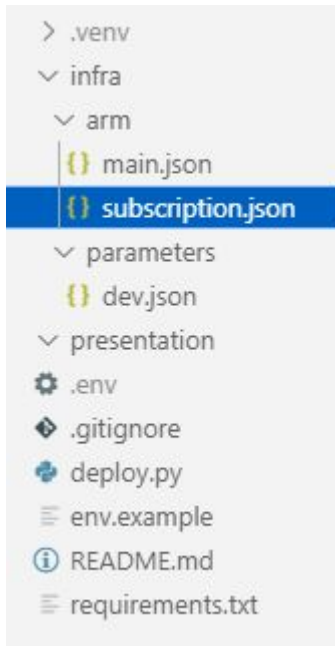 .venv
infra
arm
{} main.json
{} subscription.json
parameters
{} dev.json
presentation
.env
.gitignore
deploy.py
env.example
README.md
requirements.txt